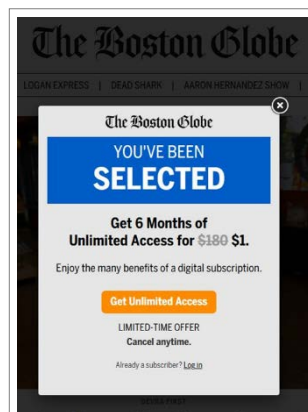 The Boston Globe
LOGAN EXPRESS | DEAD SHARK | AARON HERNANDEZ SHOW |
The Boston Globe
YOU'VE BEEN
SELECTED
Get 6 Months of
Unlimited Access for $180 $1.
Enjoy the many benefits of a digital subscription.
Get Unlimited Access
LIMITED-TIME OFFER
Cancel anytime.
Already a subscriber? Log in